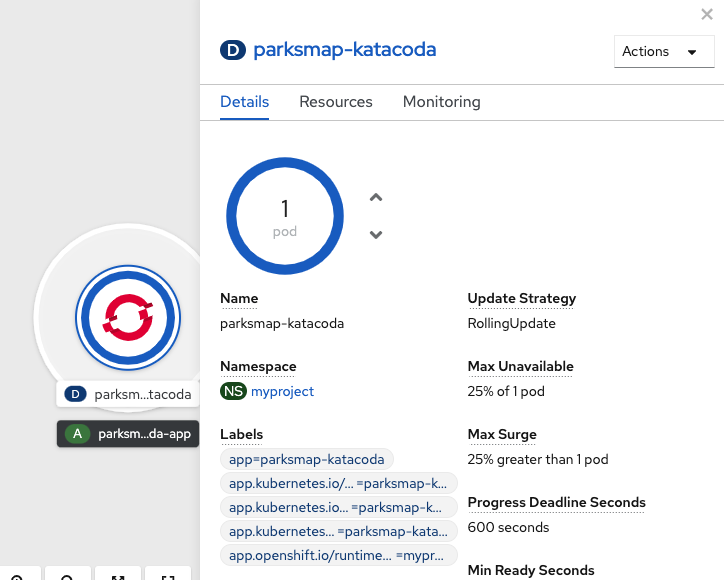 D parksmap-katacoda
Actions
Details Resources Monitoring
1
pod
Name
parksmap-katacoda
Namespace
NS myproject
Labels
app=parksmap-katacoda
app.kubernetes.io/... =parksmap-k...
app.kubernetes.io... =parksmap-k...
app.kubernetes... =parksmap-kata...
app.openshift.io/runtime... =mypr...
Update Strategy
RollingUpdate
Max Unavailable
25% of 1 pod
Max Surge
25% greater than 1 pod
Progress Deadline Seconds
600 seconds
Min Ready Seconds
D parksm...tacoda
A parksm...da-app